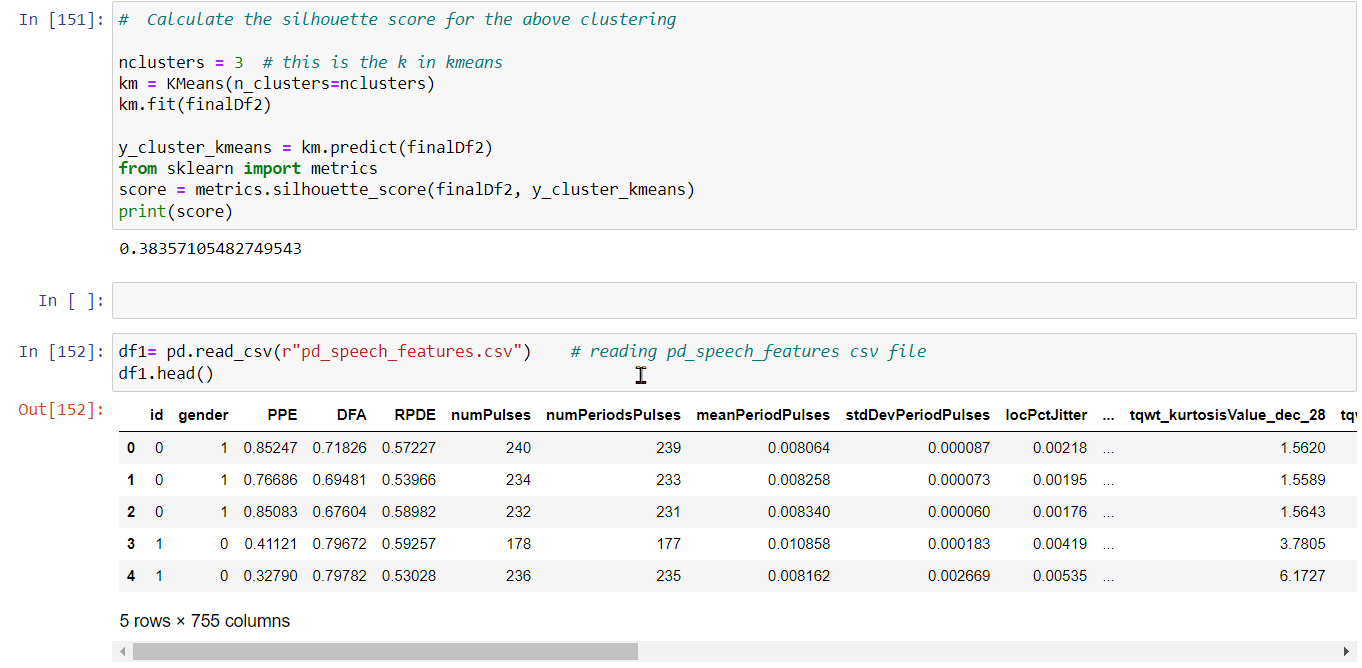 In [151]: #  Calculate the silhouette score for the above clustering
nclusters = 3  # this is the k in kmeans
km = KMeans(n_clusters=nclusters)
km.fit(finalDf2)
y_cluster_kmeans = km.predict(finalDf2)
from sklearn import metrics
score = metrics.silhouette_score(finalDf2, y_cluster_kmeans)
print(score)
0.38357105482749543
In [ ]:
In [152]: df1= pd.read_csv(r"pd_speech_features.csv")    # reading pd_speech_features csv file
df1.head()
Out[152]:
id gender PPE DFA RPDE numPulses numPeriodsPulses meanPeriodPulses stdDevPeriodPulses locPctJitter ... tqwt_kurtosisValue_dec_28
0 0 1 0.85247 0.71826 0.57227 240 239 0.008064 0.000087 0.00218 ... 1.5620
1 0 1 0.76686 0.69481 0.53966 234 233 0.008258 0.000073 0.00195 ... 1.5589
2 0 1 0.85083 0.67604 0.58982 232 231 0.008340 0.000060 0.00176 ... 1.5643
3 1 0 0.41121 0.79672 0.59257 178 177 0.010858 0.000183 0.00419 ... 3.7805
4 1 0 0.32790 0.79782 0.53028 236 235 0.008162 0.002669 0.00535 ... 6.1727
5 rows × 755 columns